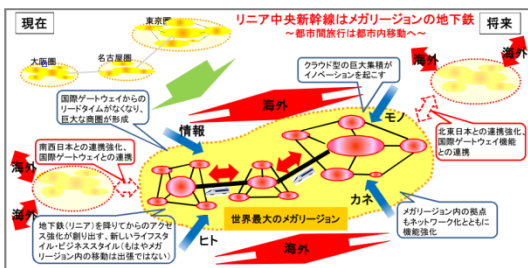 現在
リニア中央新幹線はメガリージョンの地下鉄
～都市間旅行は都市内移動へ～
将来
東京圏
大阪圏
名古屋圏
海外
海外
国際ゲートウェイからの
リードタイムがなくなり、
巨大な商圏が形成
クラウド型の巨大集積が
イノベーションを起こす
海外
情報
モノ
南西日本との連携強化、
国際ゲートウェイとの連携
北東日本との連携強化、
国際ゲートウェイ機能
との連携
海外
海外
地下鉄（リニア）を降りてからのアクセ
ス強化が創り出す、新しいライフスタ
イル・ビジネススタイル（もはやメガリー
ジョン内の移動は出張ではない）
ヒト
世界最大のメガリージョン
カネ
海外
メガリージョン内の拠点
もネットワーク化とともに
機能強化